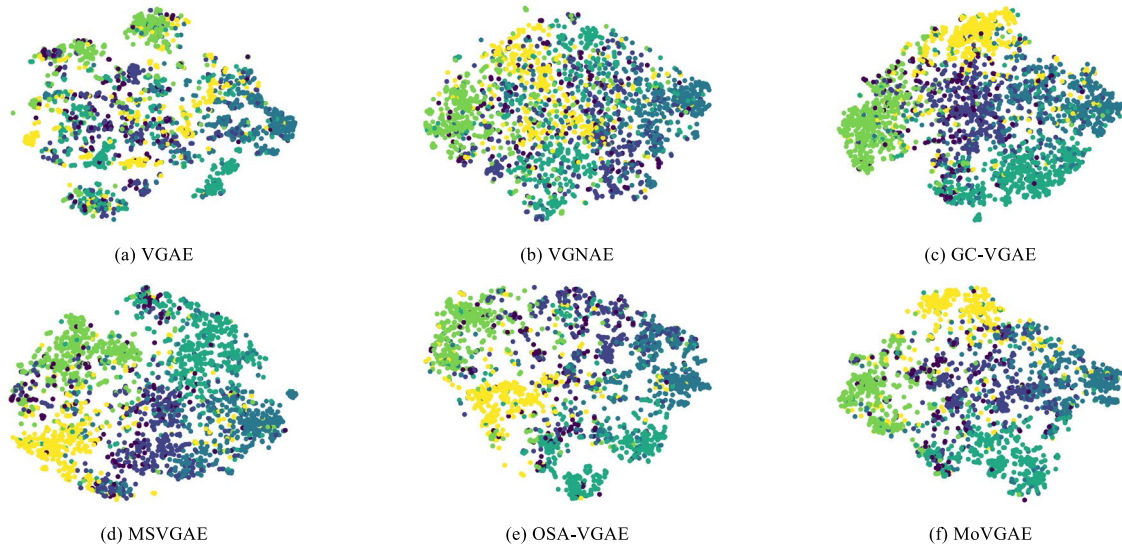 (a) VGAE
(b) VGNAE
(c) GC-VGAE
(d) MSVGAE
(e) OSA-VGAE
(f) MoVGAE